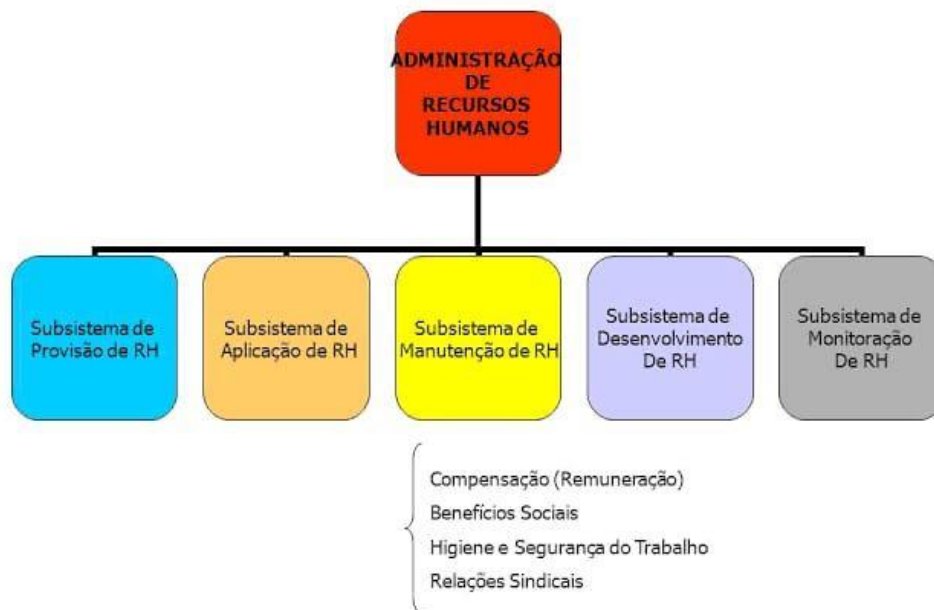 ADMINISTRAÇÃO
DE
RECURSOS
HUMANOS
Subsistema de
Provisão de RH
Subsistema de
Aplicação de RH
Subsistema de
Manutenção de RH
Subsistema de
Desenvolvimento
De RH
Subsistema de
Monitoração
De RH
Compensação (Remuneração)
Benefícios Sociais
Higiene e Segurança do Trabalho
Relações Sindicais